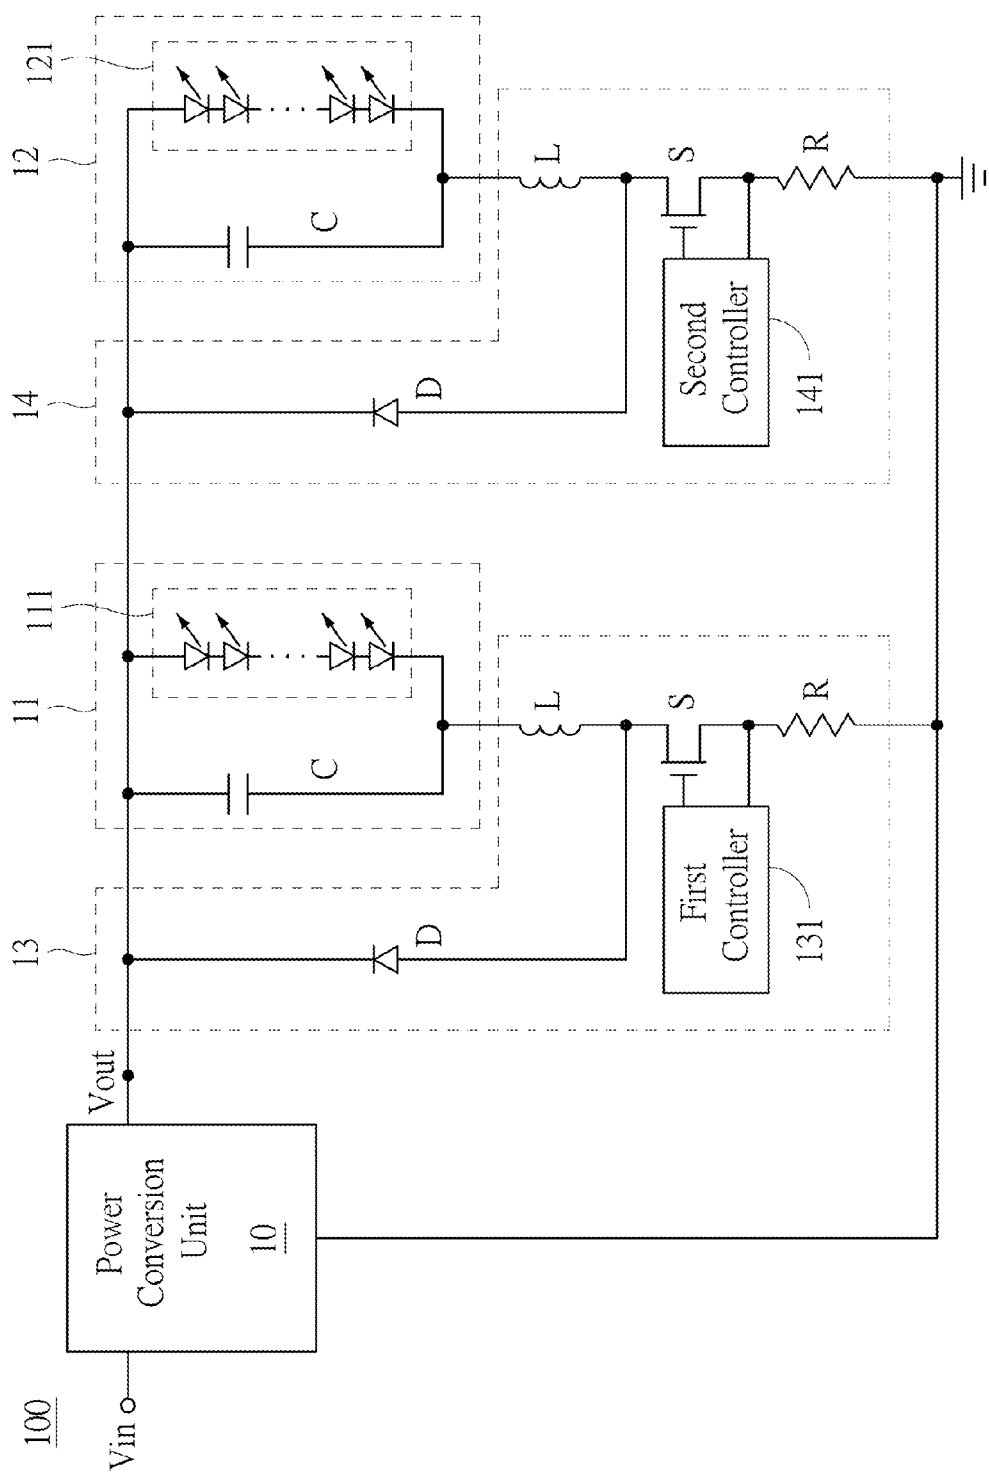 100
Vin
Power
Conversion
Unit
10
Vout
13
11
111
14
12
121
D
C
D
C
L
L
First
Controller
131
S
R
Second
Controller
141
S
R